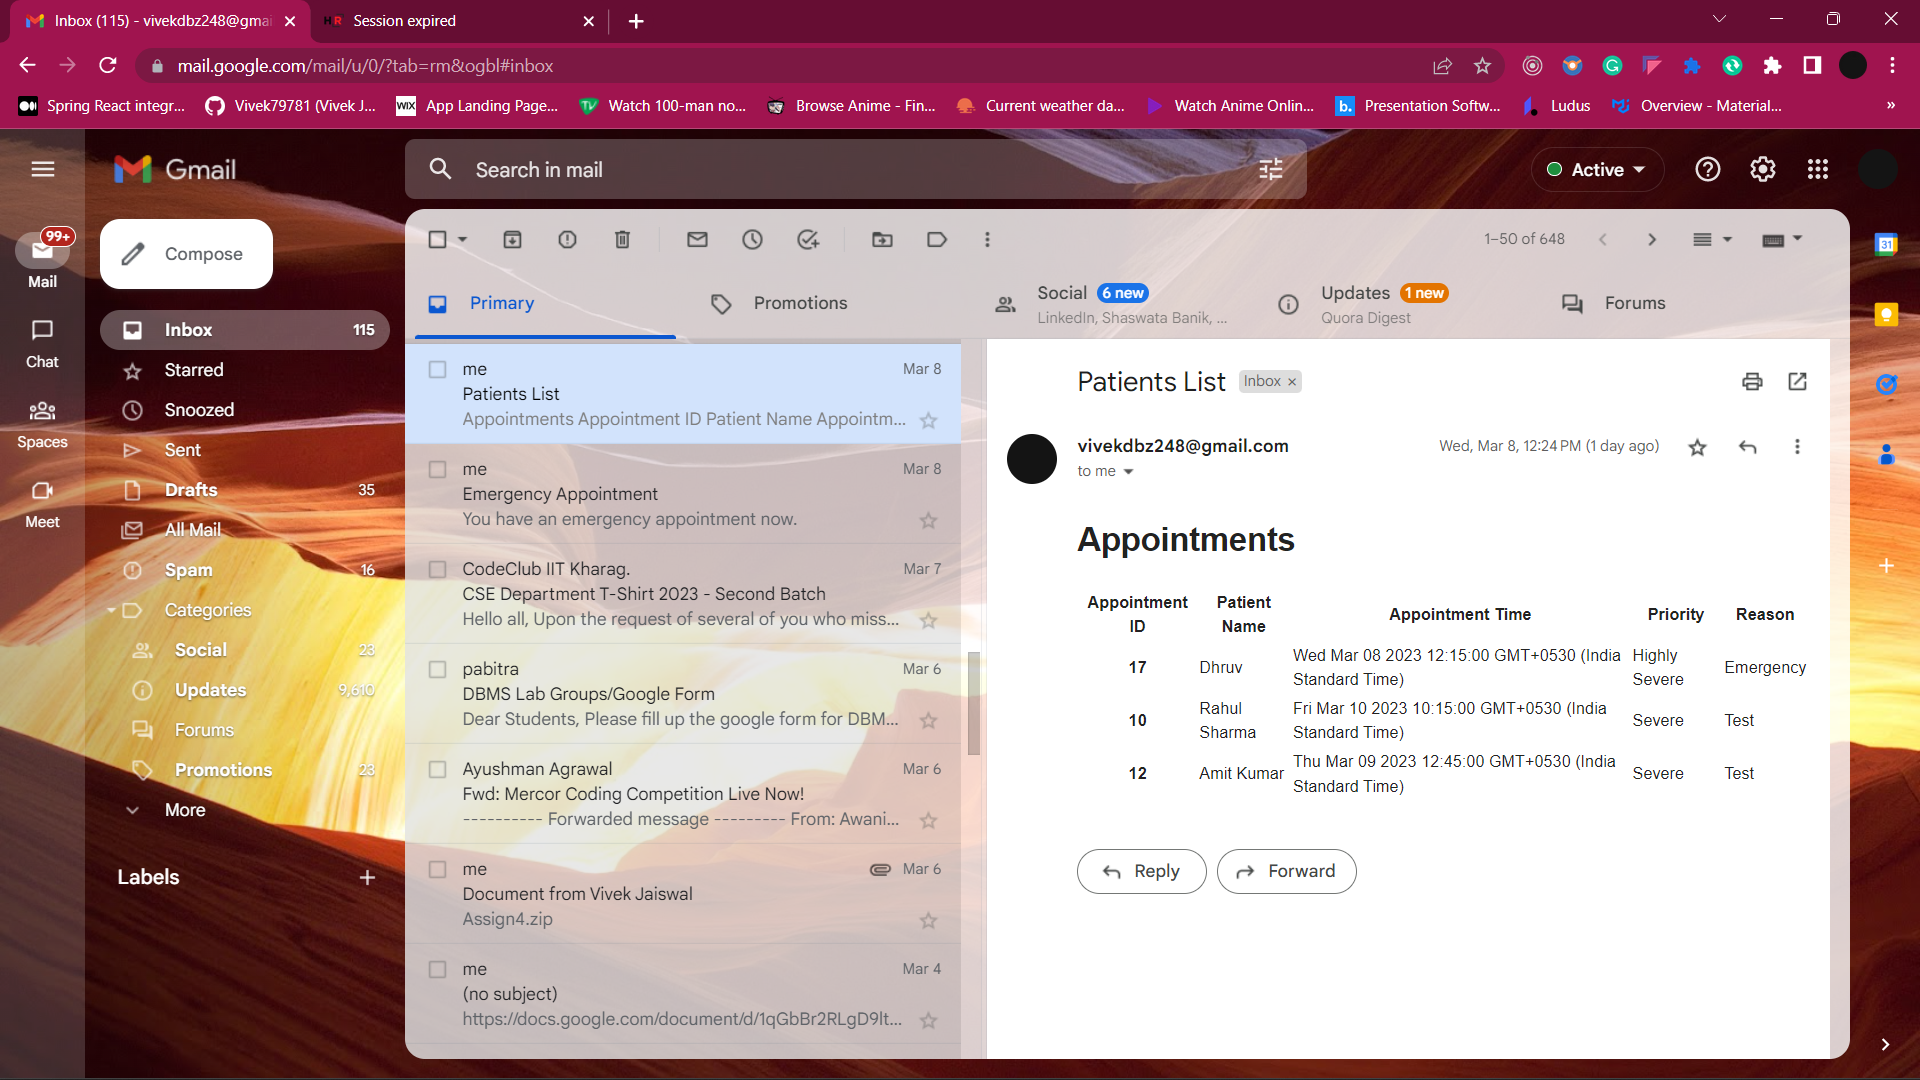 Inbox (115) - vivekdbz248@gmai
HR Session expired
mail.google.com/mail/u/0/?tab=rm&ogbl#inbox
Spring React integr...
Vivek79781 (Vivek J...
WIX App Landing Page...
TV Watch 100-man no...
Browse Anime - Fin...
Current weather da...
Watch Anime Onlin...
b. Presentation Softw...
Ludus
Overview - Material...
»
Gmail
Search in mail
Active
99+
Mail
Chat
Spaces
Meet
Compose
Inbox 115
Starred
Snoozed
Sent
Drafts 35
All Mail
Spam 16
Categories
Social 23
Updates 9,610
Forums
Promotions 23
More
Labels
1–50 of 648
Primary
Promotions
Social 6 new
LinkedIn, Shaswata Banik, ...
Updates 1 new
Quora Digest
Forums
31
me Mar 8
Patients List
Appointments Appointment ID Patient Name Appointm...
me Mar 8
Emergency Appointment
You have an emergency appointment now.
CodeClub IIT Kharag. Mar 7
CSE Department T-Shirt 2023 - Second Batch
Hello all, Upon the request of several of you who miss...
pabitra Mar 6
DBMS Lab Groups/Google Form
Dear Students, Please fill up the google form for DBM...
Ayushman Agrawal Mar 6
Fwd: Mercor Coding Competition Live Now!
---------- Forwarded message --------- From: Awani...
me Mar 6
Document from Vivek Jaiswal
Assign4.zip
me Mar 4
(no subject)
https://docs.google.com/document/d/1qGbBr2RLgD9lt...
Patients List Inbox ×
vivekdbz248@gmail.com Wed, Mar 8, 12:24 PM (1 day ago)
to me
Appointments
Appointment ID Patient Name Appointment Time Priority Reason
17 Dhruv Wed Mar 08 2023 12:15:00 GMT+0530 (India Standard Time) Highly Severe Emergency
10 Rahul Sharma Fri Mar 10 2023 10:15:00 GMT+0530 (India Standard Time) Severe Test
12 Amit Kumar Thu Mar 09 2023 12:45:00 GMT+0530 (India Standard Time) Severe Test
Reply
Forward